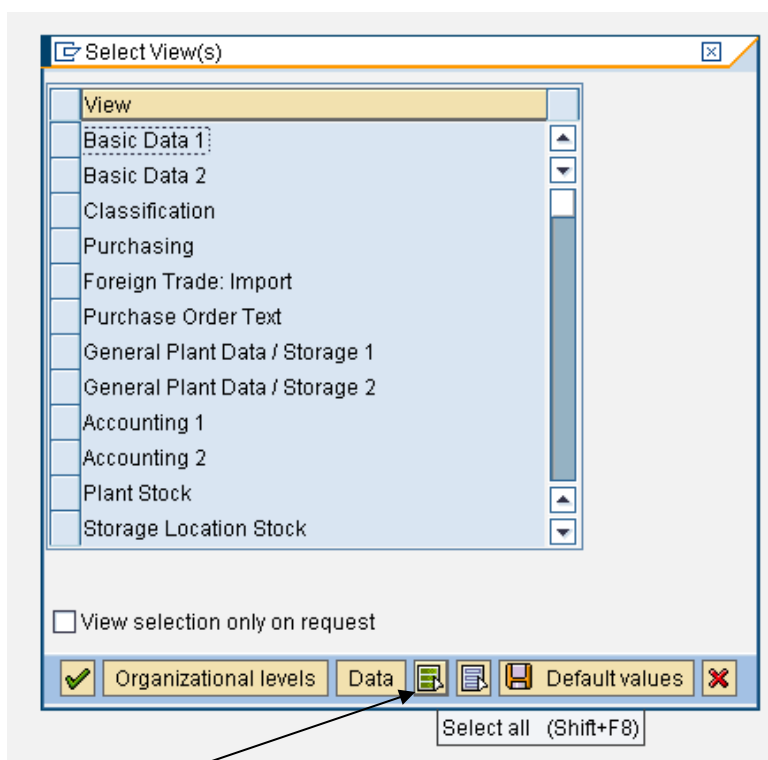 Select View(s)
View
Basic Data 1
Basic Data 2
Classification
Purchasing
Foreign Trade: Import
Purchase Order Text
General Plant Data / Storage 1
General Plant Data / Storage 2
Accounting 1
Accounting 2
Plant Stock
Storage Location Stock
View selection only on request
Organizational levels Data Default values
Select all (Shift+F8)